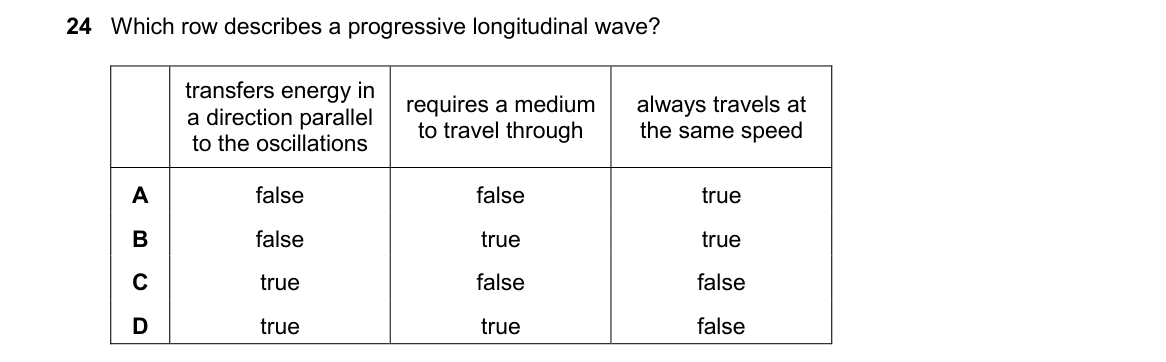 24 Which row describes a progressive longitudinal wave?
transfers energy in
a direction parallel
to the oscillations
requires a medium
to travel through
always travels at
the same speed
A false false true
B false true true
C true false false
D true true false